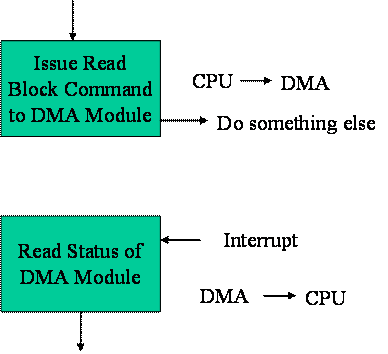 Issue Read
Block Command
to DMA Module
CPU DMA
Do something else
Read Status of
DMA Module
Interrupt
DMA CPU